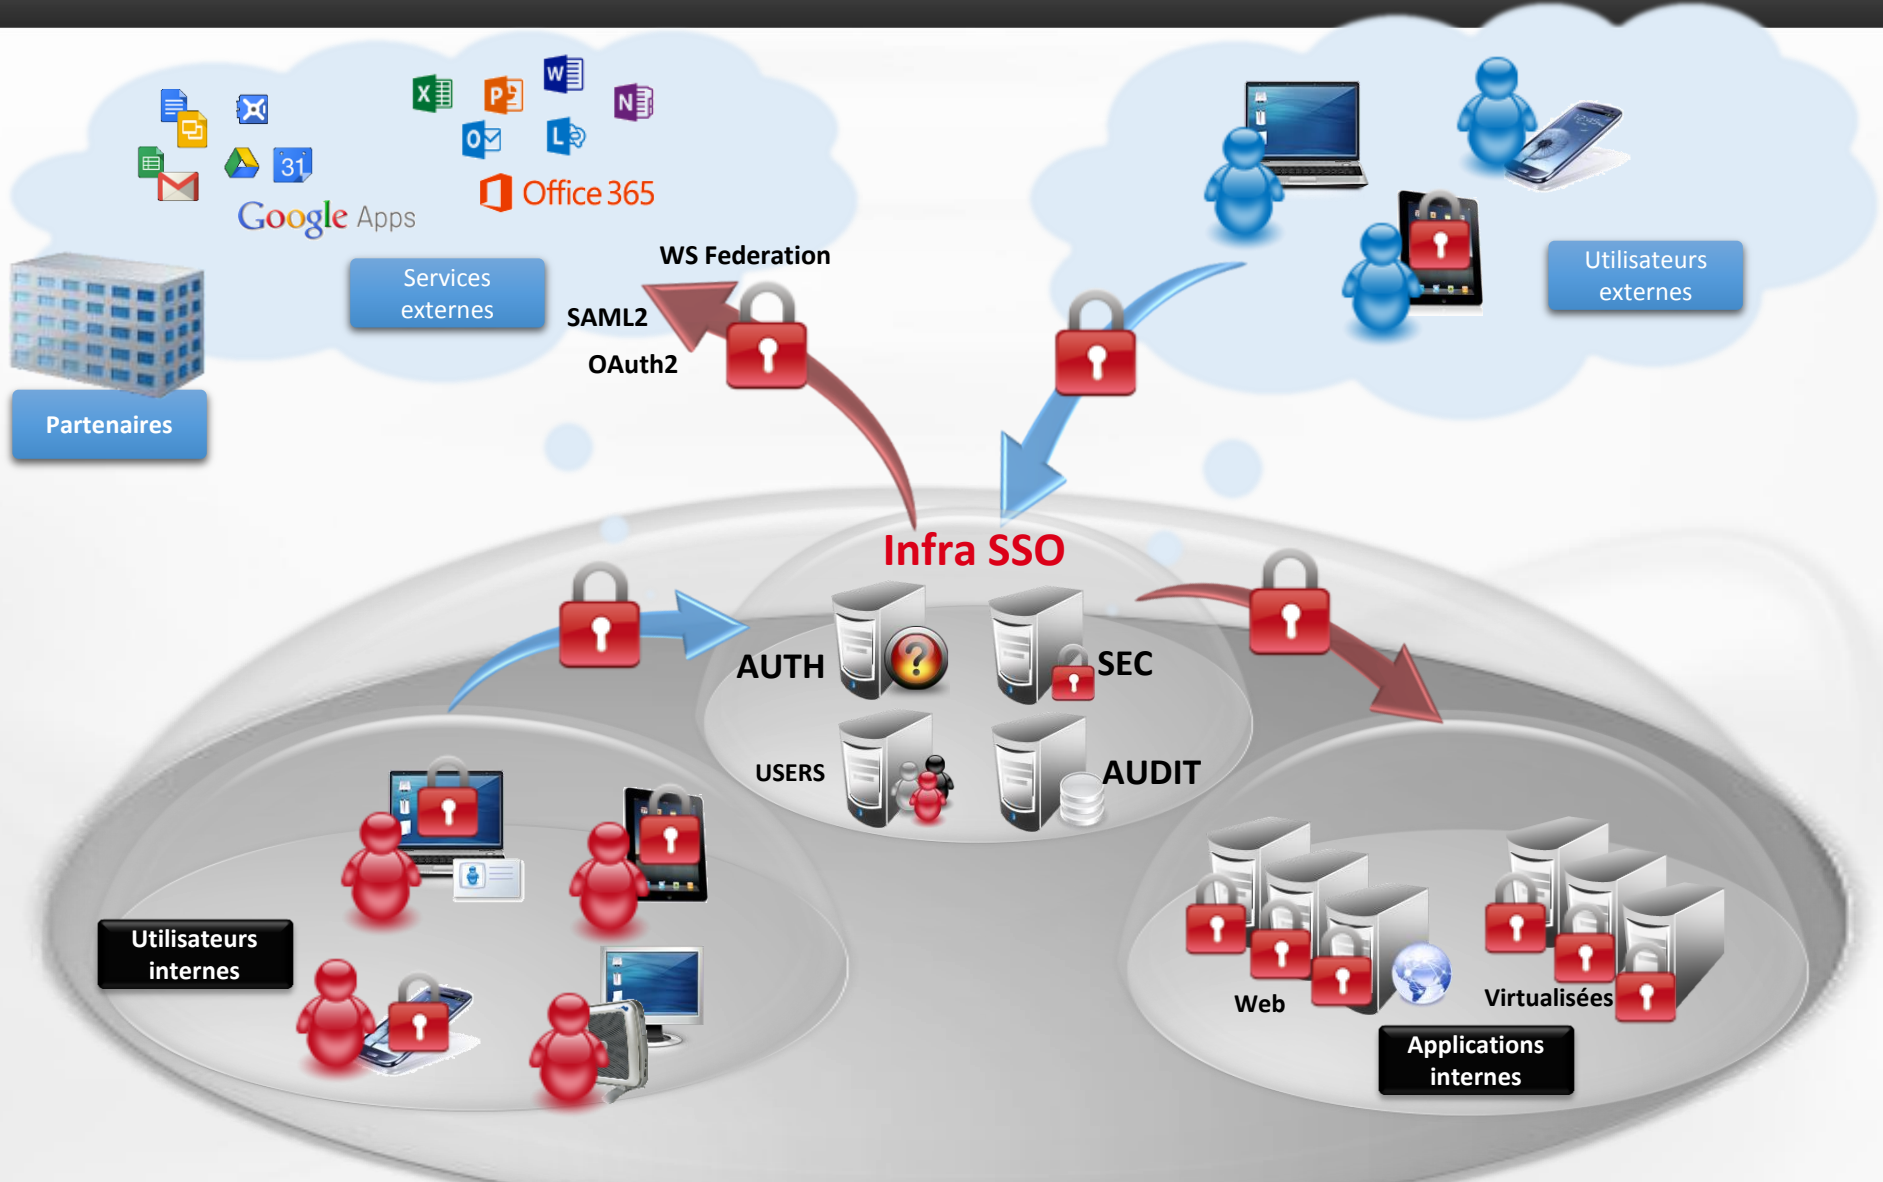 X
P
W
N
O
L
31
Google Apps
Office 365
Services
externes
WS Federation
SAML2
OAuth2
Partenaires
Utilisateurs
externes
Infra SSO
AUTH
?
SEC
USERS
AUDIT
Utilisateurs
internes
Web
Virtualisées
Applications
internes